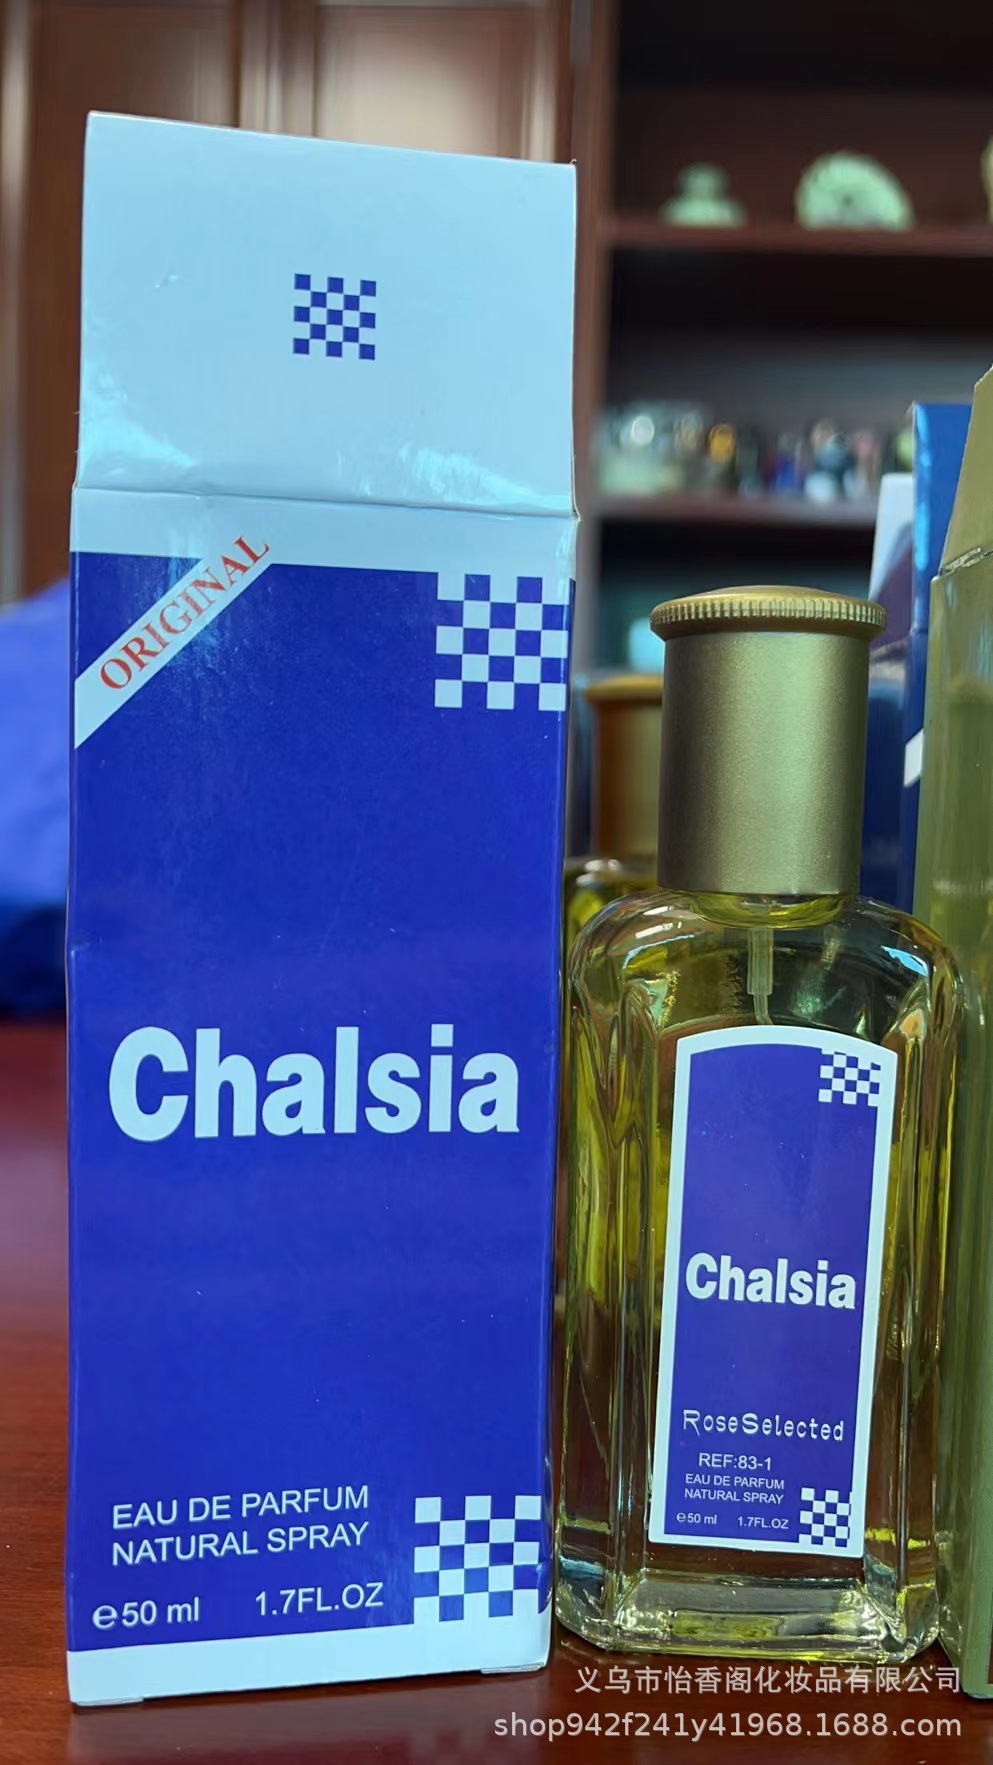 ORIGINAL
Chalsia
EAU DE PARFUM
NATURAL SPRAY
e50 ml 1.7FL.OZ
Chalsia
RoseSelected
REF:83-1
EAU DE PARFUM
NATURAL SPRAY
e50 ml 1.7FL.OZ
义乌市怡香阁化妆品有限公司
shop942f241y41968.1688.com